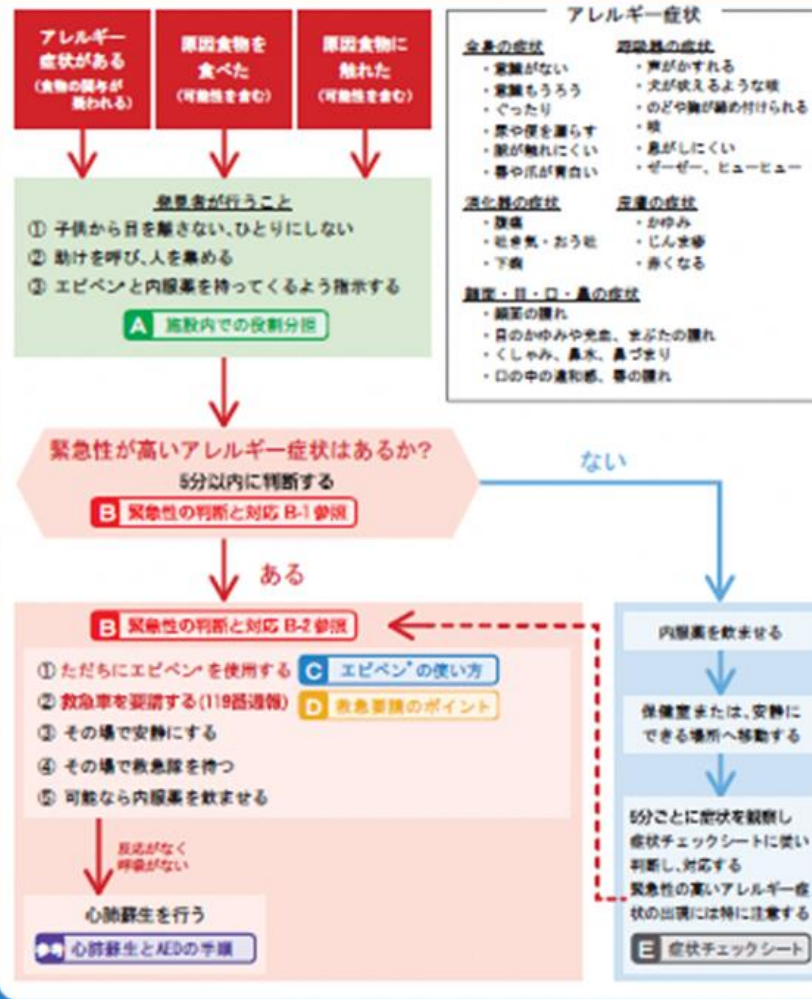 アレルギー
症状がある
(食物の関与が
疑われる)
原因食物を
食べた
(可能性を含む)
原因食物に
触れた
(可能性を含む)
発見者が行うこと
① 子供から目を離さない、ひとりにしない
② 助けを呼び、人を集める
③ エピペンと内服薬を持ってくるよう指示する
A 施設内での役割分担
アレルギー症状
全身の症状
・意識がない
・意識もうろう
・ぐったり
・尿や便を漏らす
・脈が触れにくい
・唇や爪が青白い
呼吸器の症状
・声がかすれる
・犬が吠えるような咳
・のどや胸が締め付けられる
・咳
・息がしにくい
・ゼーゼー、ヒューヒュー
消化器の症状
・腹痛
・吐き気・おう吐
・下痢
皮膚の症状
・かゆみ
・じんま疹
・赤くなる
顔面・目・口・鼻の症状
・顔面の腫れ
・目のかゆみや充血、まぶたの腫れ
・くしゃみ、鼻水、鼻づまり
・口の中の違和感、唇の腫れ
緊急性が高いアレルギー症状はあるか?
5分以内に判断する
B 緊急性の判断と対応 B-1参照
ない
ある
B 緊急性の判断と対応 B-2参照
① ただちにエピペンを使用する C エピペンの使い方
② 救急車を要請する(119番通報) D 救急要請のポイント
③ その場で安静にする
④ その場で救急隊を待つ
⑤ 可能なら内服薬を飲ませる
反応がなく
呼吸がない
心肺蘇生を行う
心肺蘇生とAEDの手順
内服薬を飲ませる
保健室または、安静に
できる場所へ移動する
5分ごとに症状を観察し
症状チェックシートに従い
判断し、対応する
緊急性の高いアレルギー症
状の出現には特に注意する
E 症状チェックシート